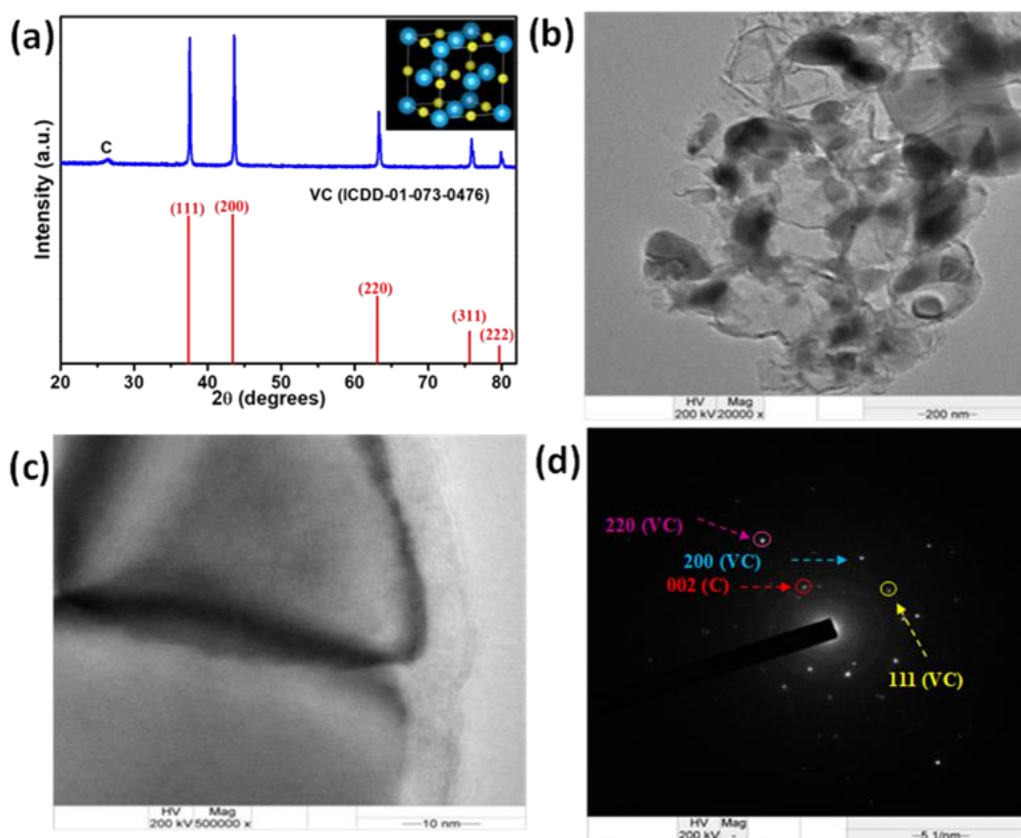 (a)
C
VC (ICDD-01-073-0476)
(111)
(200)
(220)
(311)
(222)
Intensity (a.u.)
20 30 40 50 60 70 80
2θ (degrees)
(b)
HV Mag
200 kV 20000 x
200 nm
(c)
HV Mag
200 kV 500000 x
10 nm
(d)
220 (VC)
200 (VC)
002 (C)
111 (VC)
HV Mag
200 kV -
5 1/nm